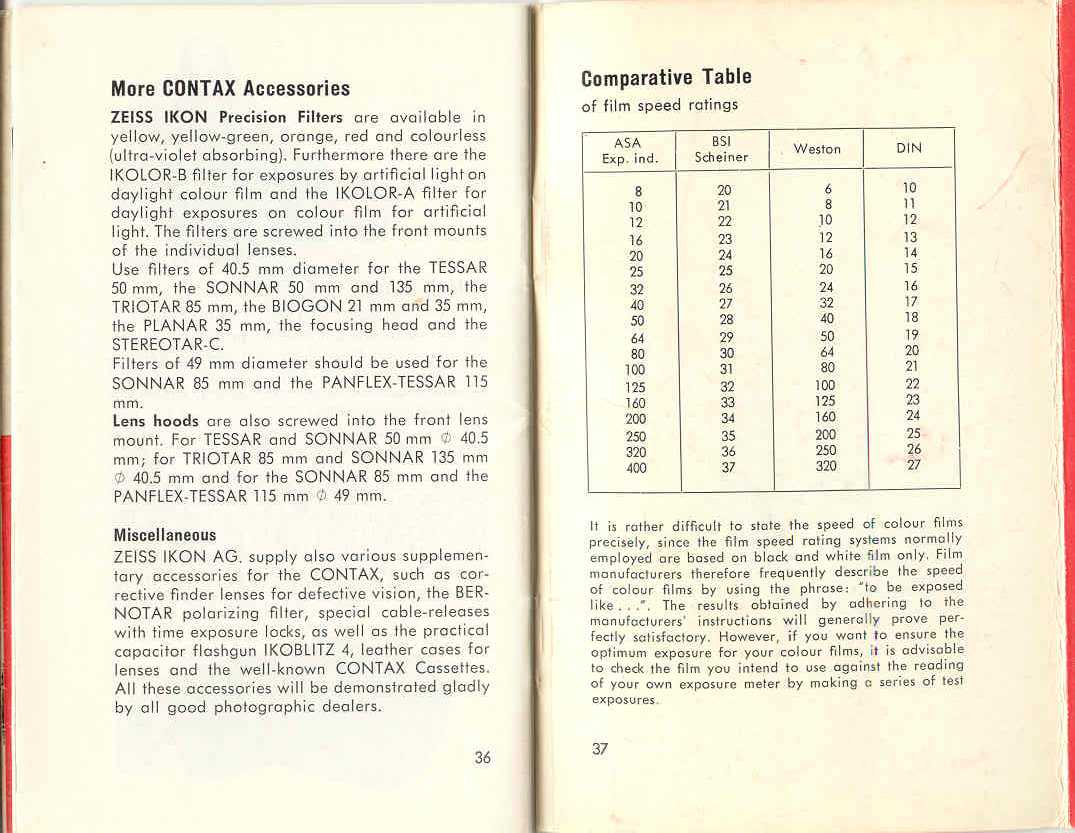 More CONTAX Accessories
ZEISS IKON Precision Filters are available in
yellow, yellow-green, orange, red and colourless
(ultra-violet absorbing). Furthermore there are the
IKOLOR-B filter for exposures by artificial light on
daylight colour film and the IKOLOR-A filter for
daylight exposures on colour film for artificial
light. The filters are screwed into the front mounts
of the individual lenses.
Use filters of 40.5 mm diameter for the TESSAR
50 mm, the SONNAR 50 mm and 135 mm, the
TRIOTAR 85 mm, the BIOGON 21 mm and 35 mm,
the PLANAR 35 mm, the focusing head and the
STEREOTAR-C.
Filters of 49 mm diameter should be used for the
SONNAR 85 mm and the PANFLEX-TESSAR 115
mm.
Lens hoods are also screwed into the front lens
mount. For TESSAR and SONNAR 50 mm ∅ 40.5
mm; for TRIOTAR 85 mm and SONNAR 135 mm
∅ 40.5 mm and for the SONNAR 85 mm and the
PANFLEX-TESSAR 115 mm ∅ 49 mm.
Miscellaneous
ZEISS IKON AG. supply also various supplemen-
tary accessories for the CONTAX, such as cor-
rective finder lenses for defective vision, the BER-
NOTAR polarizing filter, special cable-releases
with time exposure locks, as well as the practical
capacitor flashgun IKOBLITZ 4, leather cases for
lenses and the well-known CONTAX Cassettes.
All these accessories will be demonstrated gladly
by all good photographic dealers.
36
Comparative Table
of film speed ratings
ASA Exp. ind. BSI Scheiner Weston DIN
8 20 6 10
10 21 8 11
12 22 10 12
16 23 12 13
20 24 16 14
25 25 20 15
32 26 24 16
40 27 32 17
50 28 40 18
64 29 50 19
80 30 64 20
100 31 80 21
125 32 100 22
160 33 125 23
200 34 160 24
250 35 200 25
320 36 250 26
400 37 320 27
It is rather difficult to state the speed of colour films
precisely, since the film speed rating systems normally
employed are based on black and white film only. Film
manufacturers therefore frequently describe the speed
of colour films by using the phrase: "to be exposed
like . . .". The results obtained by adhering to the
manufacturers' instructions will generally prove per-
fectly satisfactory. However, if you want to ensure the
optimum exposure for your colour films, it is advisable
to check the film you intend to use against the reading
of your own exposure meter by making a series of test
exposures.
37